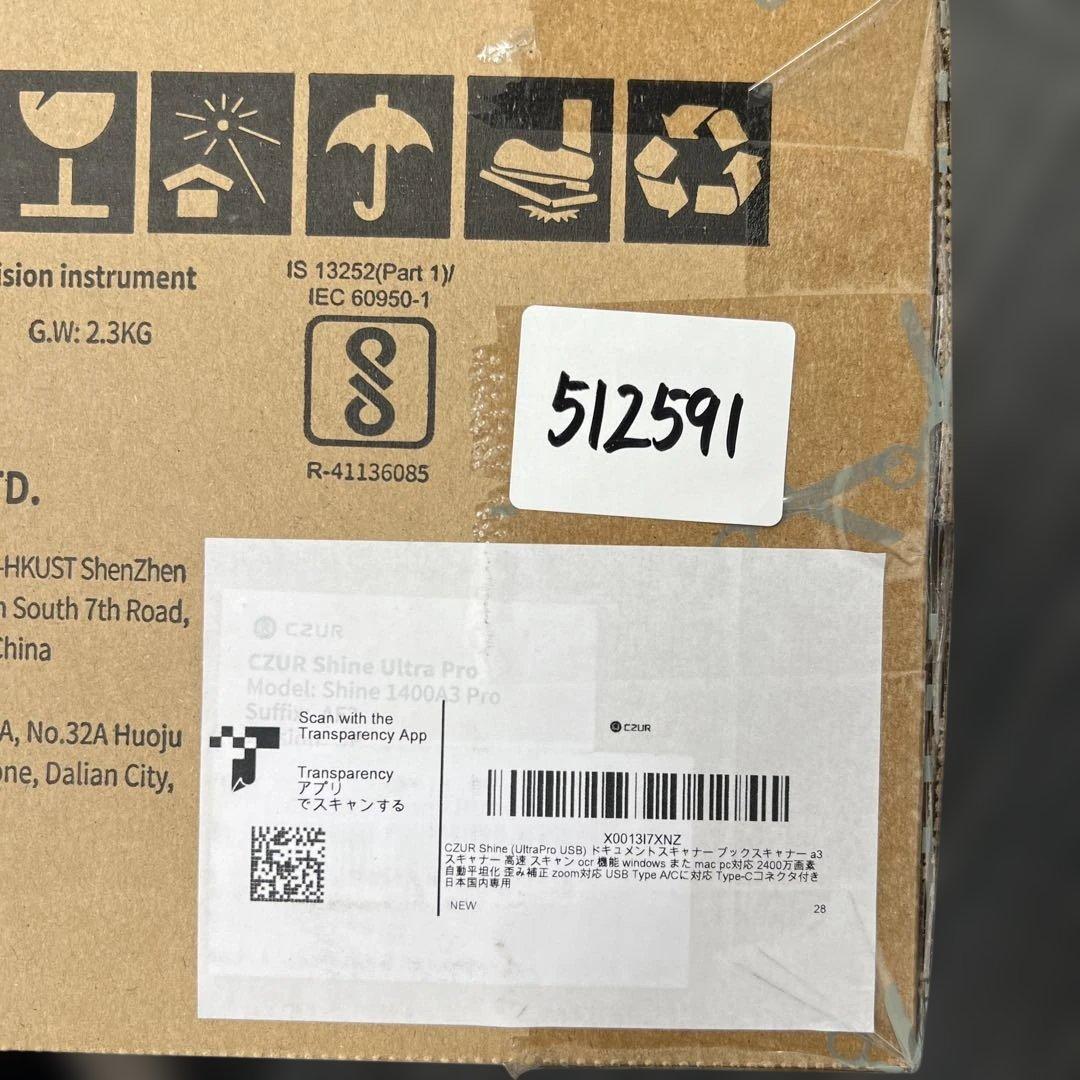 ision instrument
IS 13252(Part 1)/
IEC 60950-1
G.W: 2.3KG
R-41136085
512591
TD.
-HKUST ShenZhen
South 7th Road,
China
A, No.32A Huoju
one, Dalian City,
CZUR
CZUR Shine Ultra Pro
Model: Shine 1400A3 Pro
Suffix:
Scan with the
Transparency App
Transparency
アプリ
でスキャンする
CZUR
X0013I7XNZ
CZUR Shine (UltraPro USB) ドキュメントスキャナー ブックスキャナー a3
スキャナー 高速 スキャン ocr 機能 windows また mac pc対応 2400万画素
自動平坦化 歪み補正 zoom対応 USB Type A/Cに対応 Type-Cコネクタ付き
日本国内専用
NEW
28